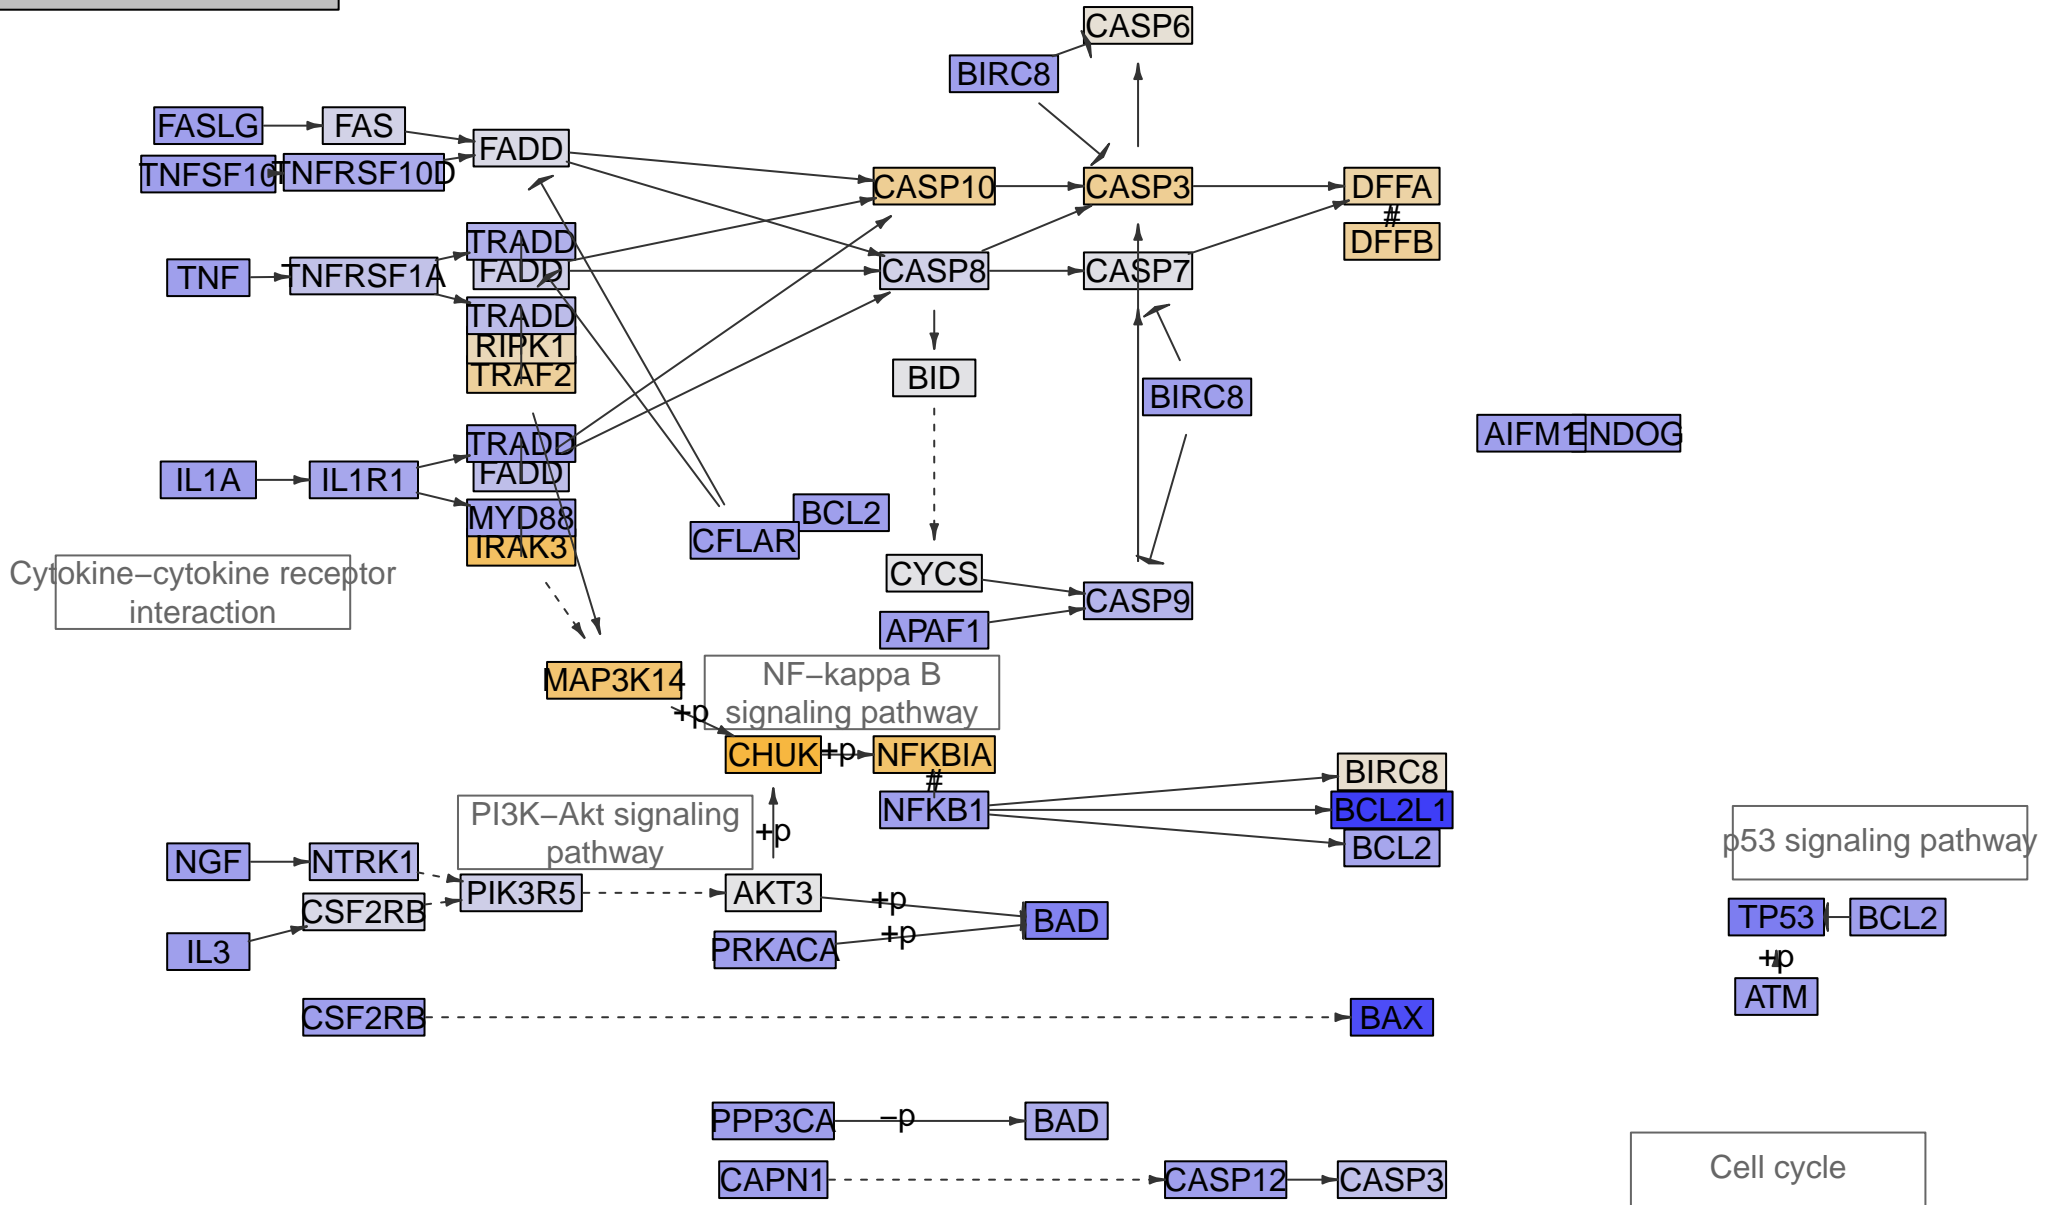 CASP6
BIRC8
FASLG
FAS
FADD
TNFSF10
TNFRSF10D
CASP10
CASP3
DFFA
#
DFFB
TRADD
FADD
TNF
TNFRSF1A
CASP8
CASP7
TRADD
RIPK1
TRAF2
BID
BIRC8
AIFM1
ENDOG
TRADD
FADD
IL1A
IL1R1
MYD88
IRAK3
BCL2
CFLAR
CYCS
CASP9
APAF1
Cytokine−cytokine receptor
interaction
MAP3K14
NF−kappa B
signaling pathway
+p
CHUK
+p
NFKBIA
#
NFKB1
BIRC8
BCL2L1
BCL2
PI3K−Akt signaling
pathway
+p
p53 signaling pathway
NGF
NTRK1
PIK3R5
AKT3
CSF2RB
IL3
+p
+p
BAD
PRKACA
TP53
BCL2
+p
ATM
CSF2RB
BAX
PPP3CA
−p
BAD
CAPN1
CASP12
CASP3
Cell cycle